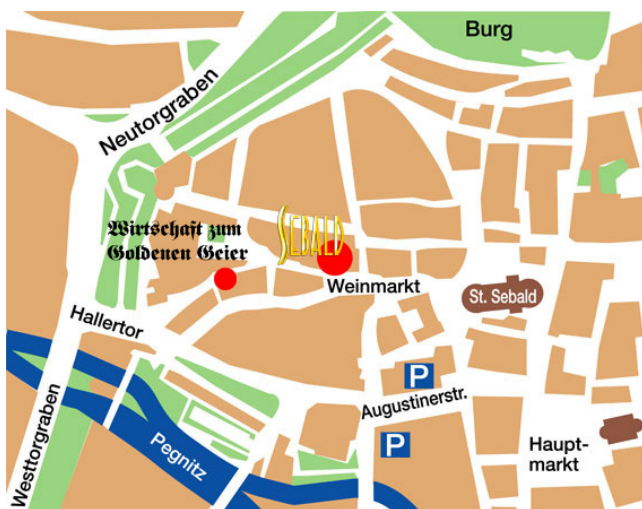 Burg
Neutorgraben
Wirtschaft zum
Goldenen Geier
SEBALD
Weinmarkt
St. Sebald
Hallertor
P
Augustinerstr.
Westtorgraben
Pegnitz
P
Haupt-
markt